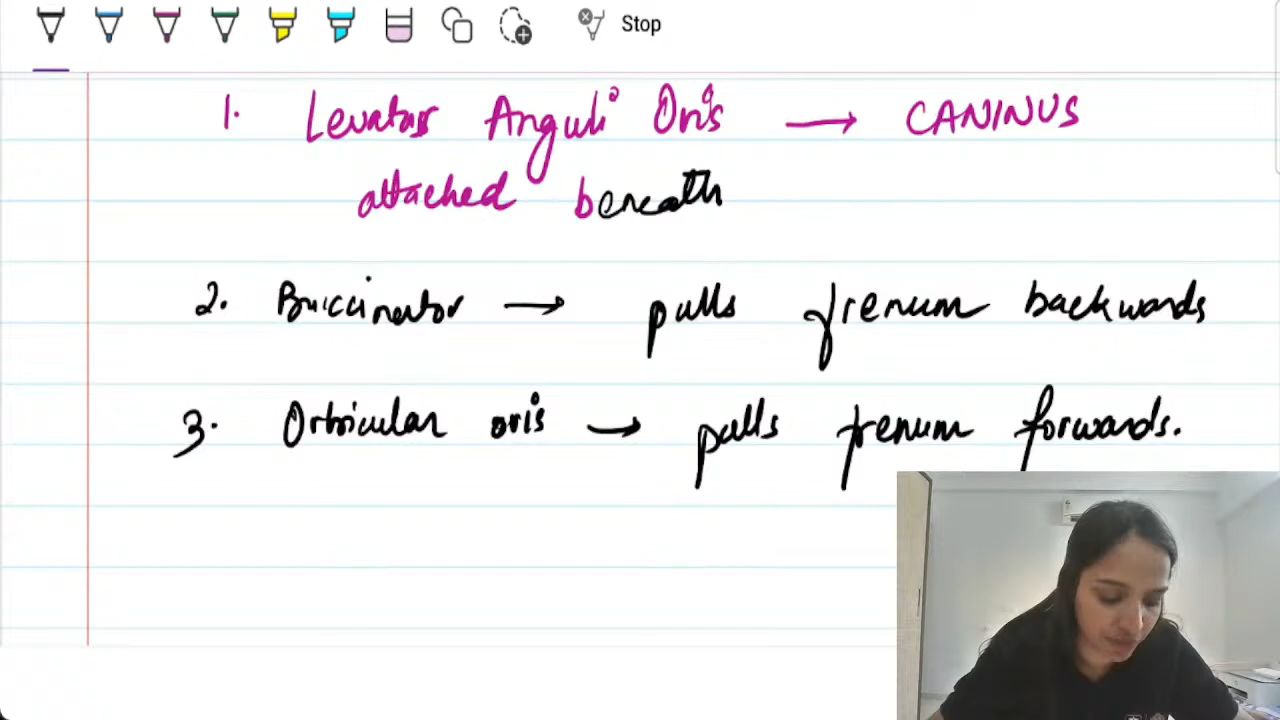 Stop
1. Levator Anguli Oris → CANINUS
attached beneath
2. Buccinator → pulls frenum backwards
3. Orbicular oris → pulls frenum forwards.